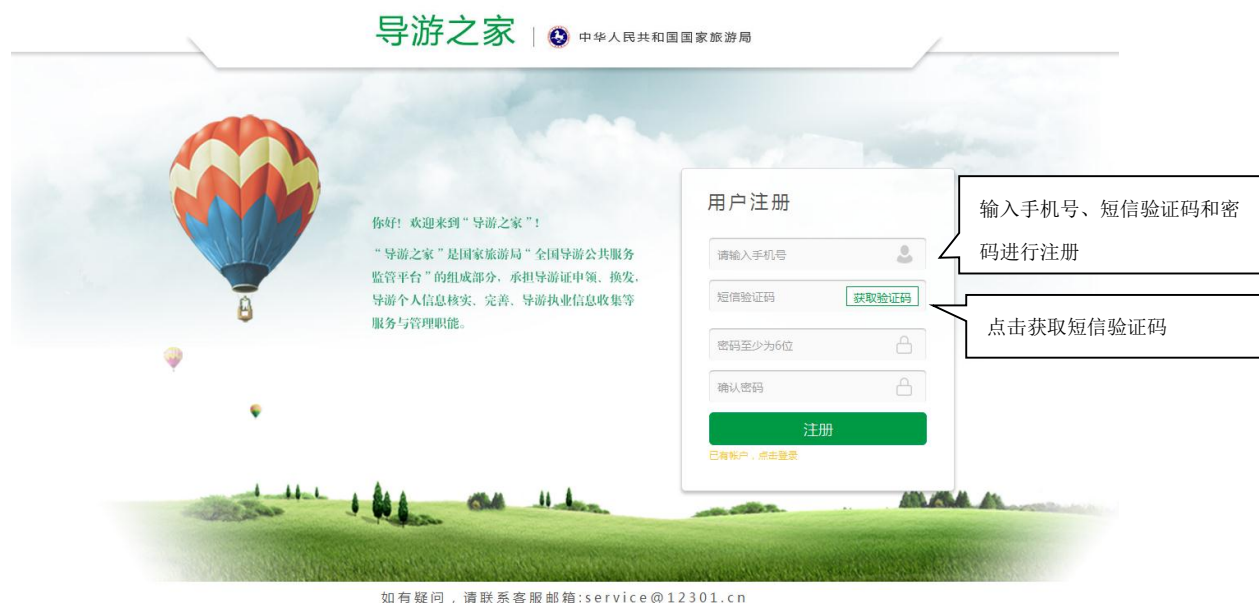 导游之家
中华人民共和国国家旅游局
你好！欢迎来到“导游之家”！
“导游之家”是国家旅游局“全国导游公共服务
监管平台”的组成部分，承担导游证申领、换发，
导游个人信息核实、完善、导游执业信息收集等
服务与管理职能。
用户注册
请输入手机号
短信验证码
获取验证码
密码至少为6位
确认密码
注册
已有帐户，点击登录
输入手机号、短信验证码和密
码进行注册
点击获取短信验证码
如有疑问，请联系客服邮箱:service@12301.cn